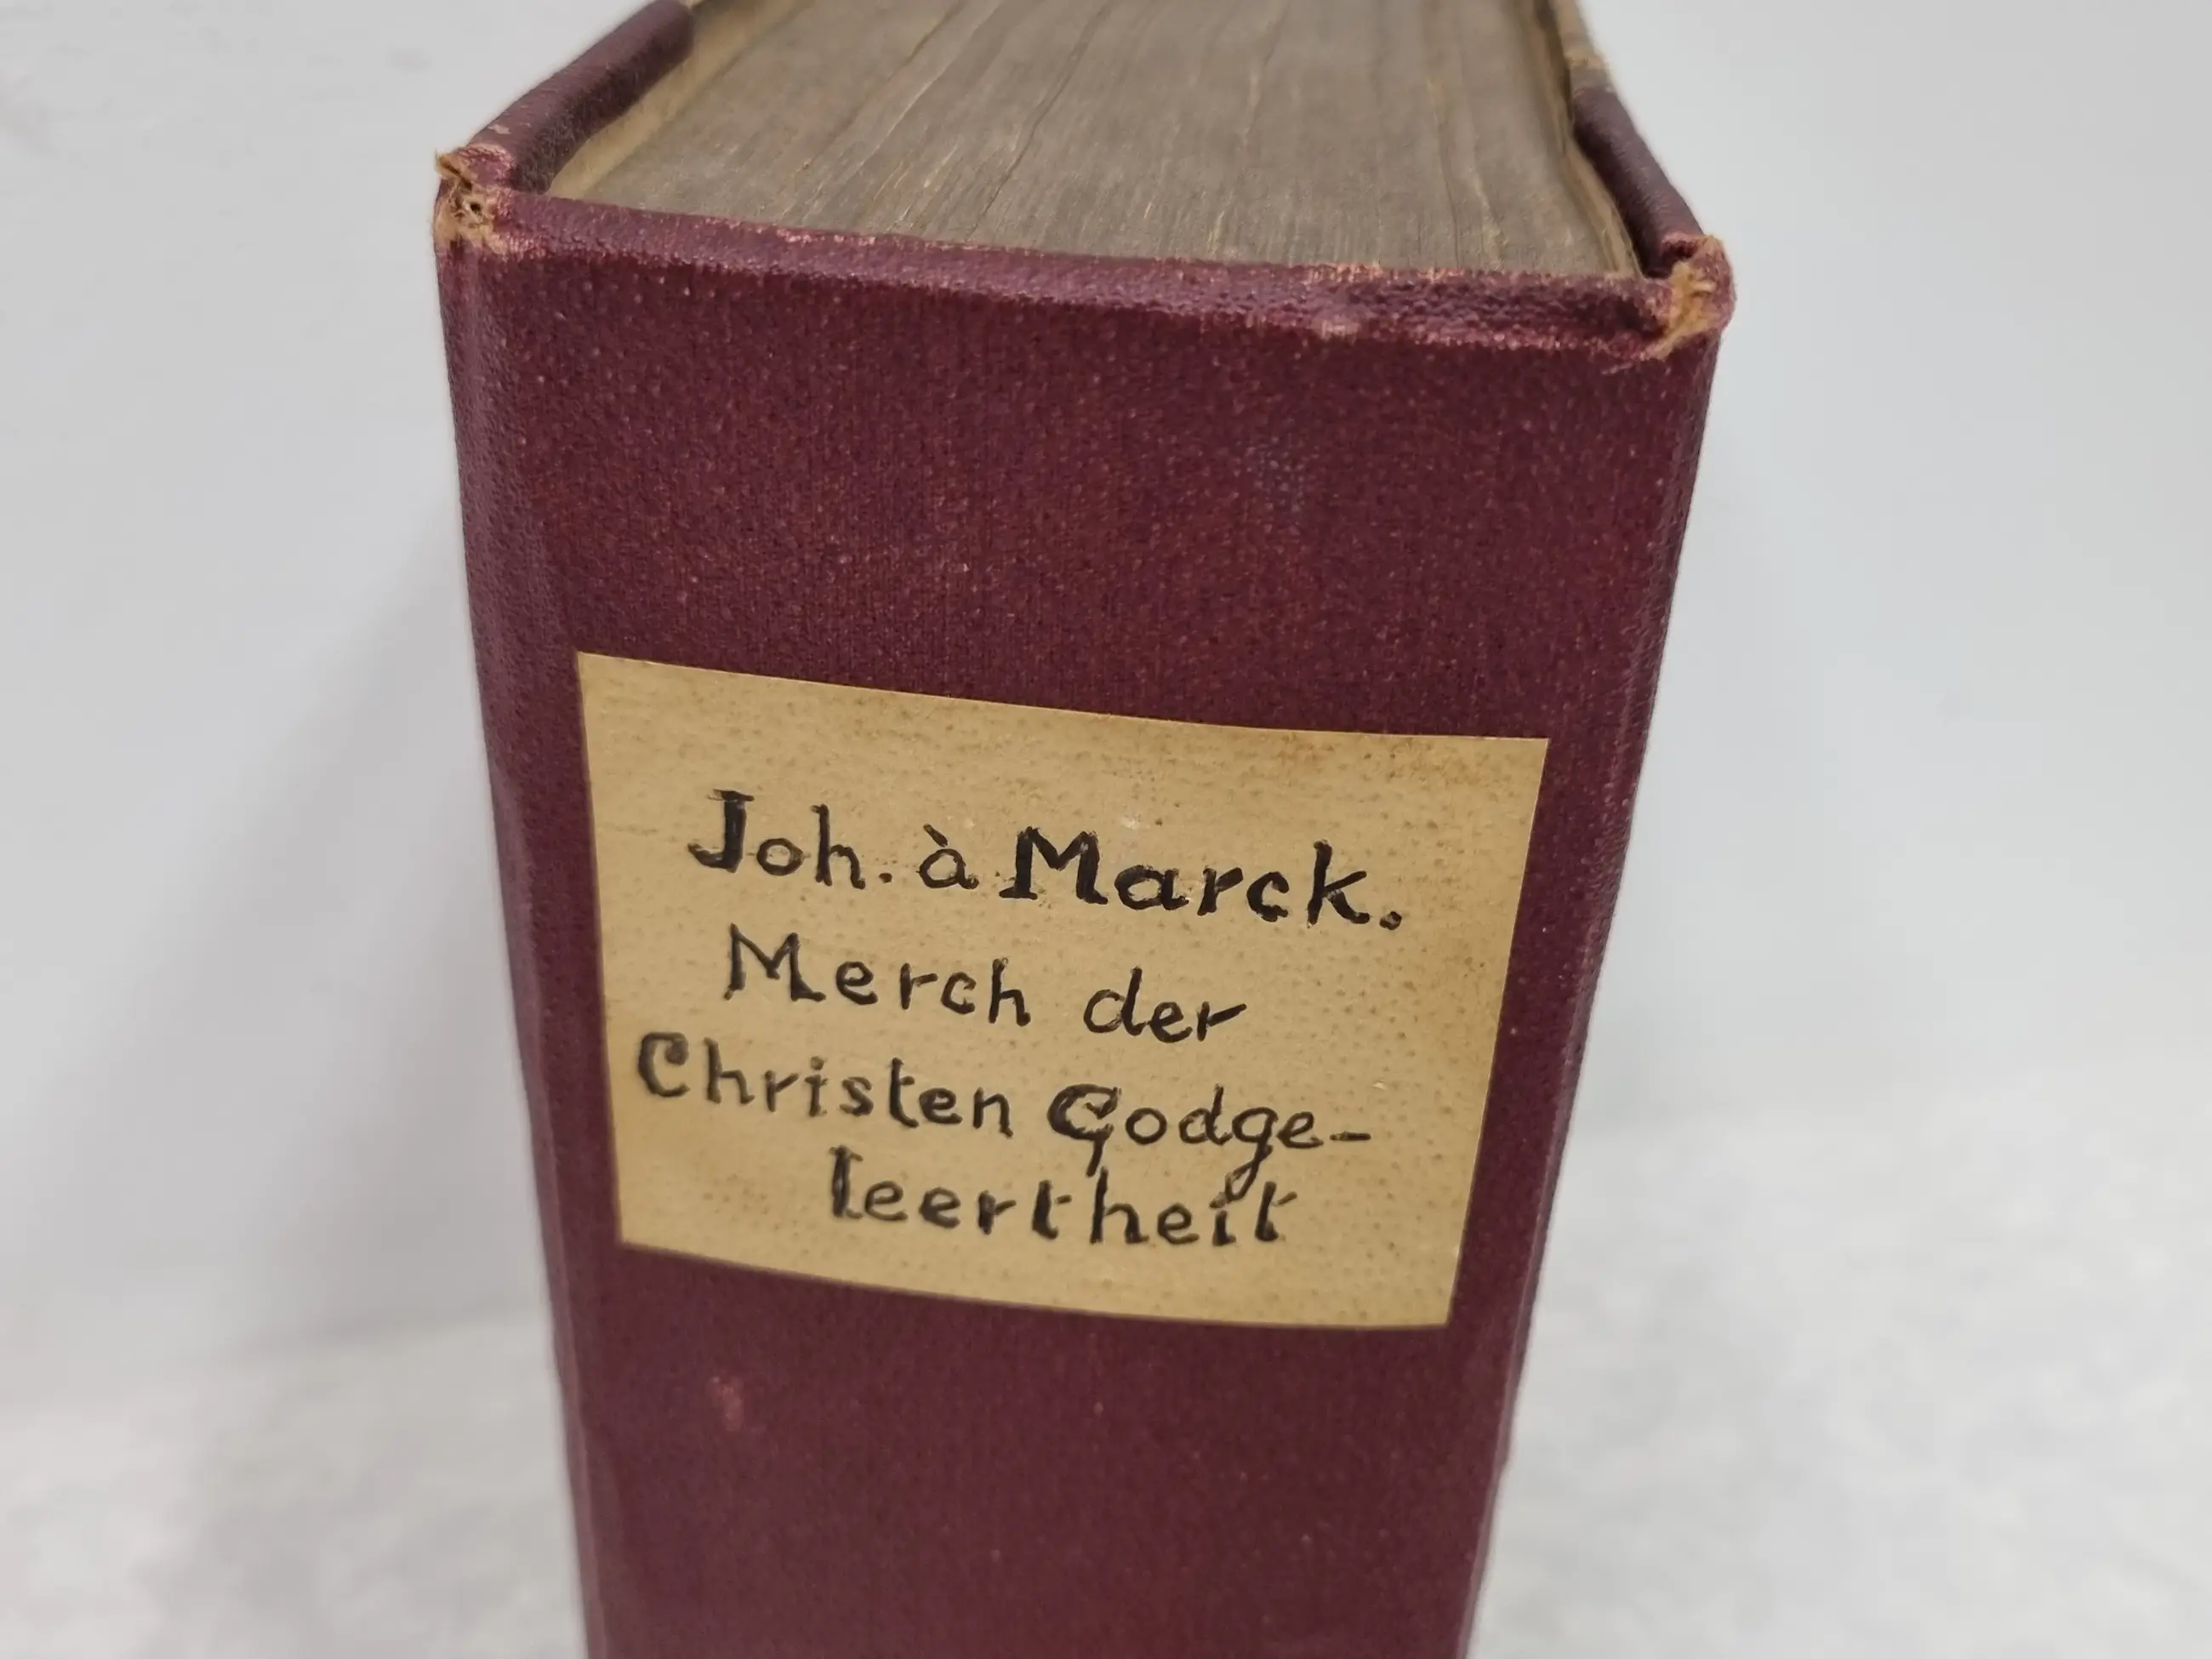 Joh. à Marck.
Merch der
Christen Godge-
leertheit